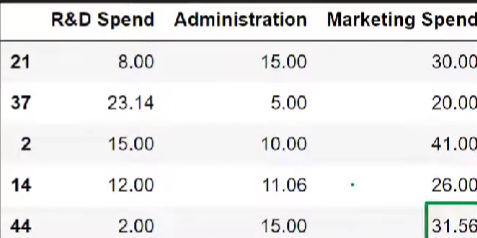 R&D Spend Administration Marketing Spend
21 8.00 15.00 30.00
37 23.14 5.00 20.00
2 15.00 10.00 41.00
14 12.00 11.06 26.00
44 2.00 15.00 31.56